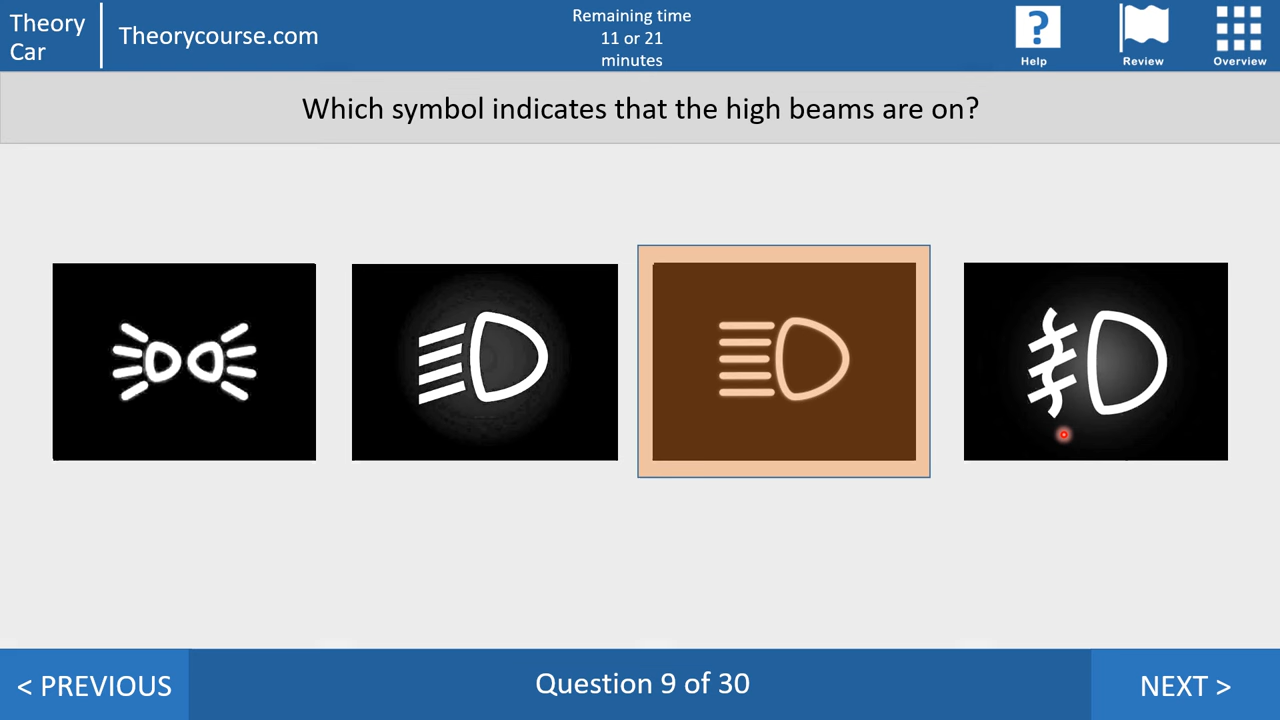 Theory
Car
Theorycourse.com
Remaining time
11 or 21
minutes
?
Help
Review
Overview
Which symbol indicates that the high beams are on?
< PREVIOUS
Question 9 of 30
NEXT >